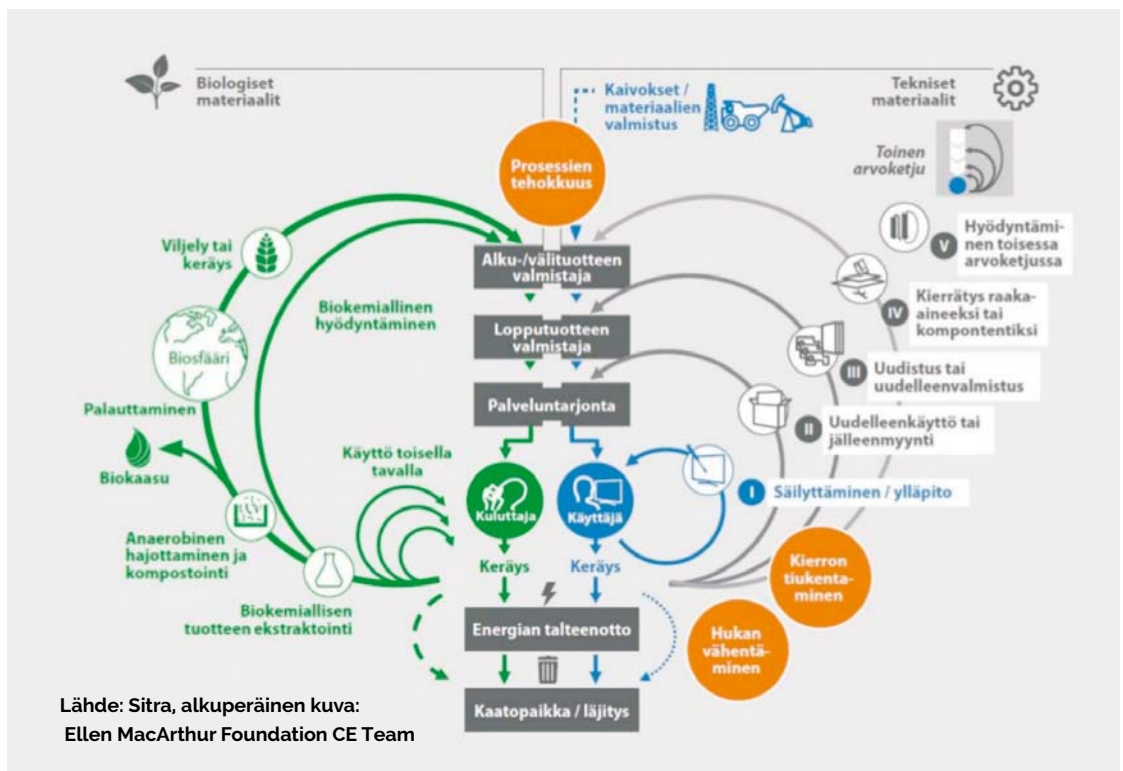 Biologiset
materiaalit
Kaivokset /
materiaalien
valmistus
Tekniset
materiaalit
Toinen
arvoketju
Prosessien
tehokkuus
Viljely tai
keräys
Alku-/välituotteen
valmistaja
V
Hyödyntämi-
nen toisessa
arvoketjussa
Biokemiallinen
hyödyntäminen
IV
Kierrätys raaka-
aineeksi tai
kompontentiksi
Biosfääri
Lopputuotteen
valmistaja
III
Uudistus tai
uudelleenvalmistus
Palauttaminen
Palveluntarjonta
II
Uudelleenkäyttö tai
jälleenmyynti
Biokaasu
Käyttö toisella
tavalla
Kuluttaja
Käyttäjä
I
Säilyttäminen / ylläpito
Anaerobinen
hajottaminen ja
kompostointi
Keräys
Keräys
Kierron
tiukenta-
minen
Biokemiallisen
tuotteen ekstraktointi
Energian talteenotto
Hukan
vähentä-
minen
Kaatopaikka / läjitys
Lähde: Sitra, alkuperäinen kuva:
Ellen MacArthur Foundation CE Team